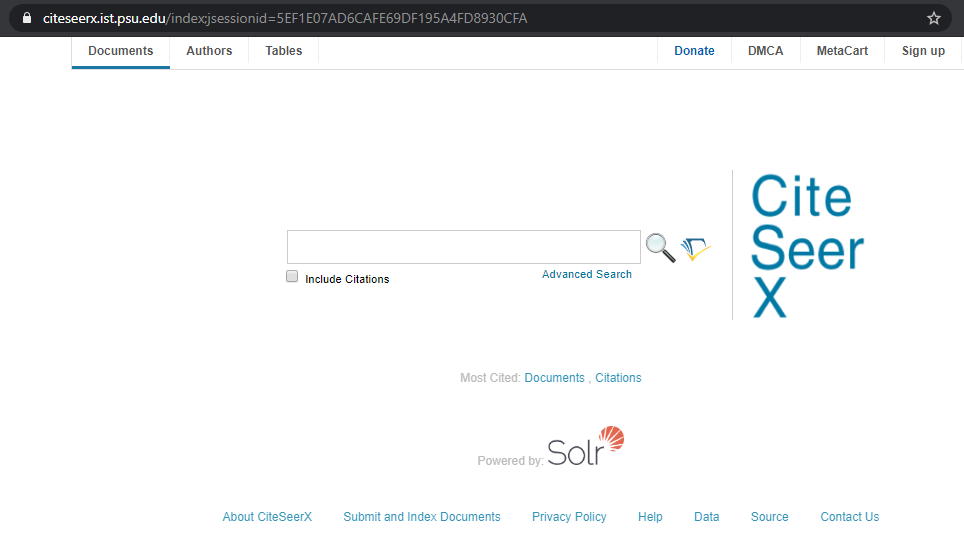 citeseerx.ist.psu.edu/index;jsessionid=5EF1E07AD6CAFE69DF195A4FD8930CFA
Documents Authors Tables Donate DMCA MetaCart Sign up
Cite
Seer
X
Include Citations Advanced Search
Most Cited: Documents , Citations
Powered by: Solr
About CiteSeerX Submit and Index Documents Privacy Policy Help Data Source Contact Us